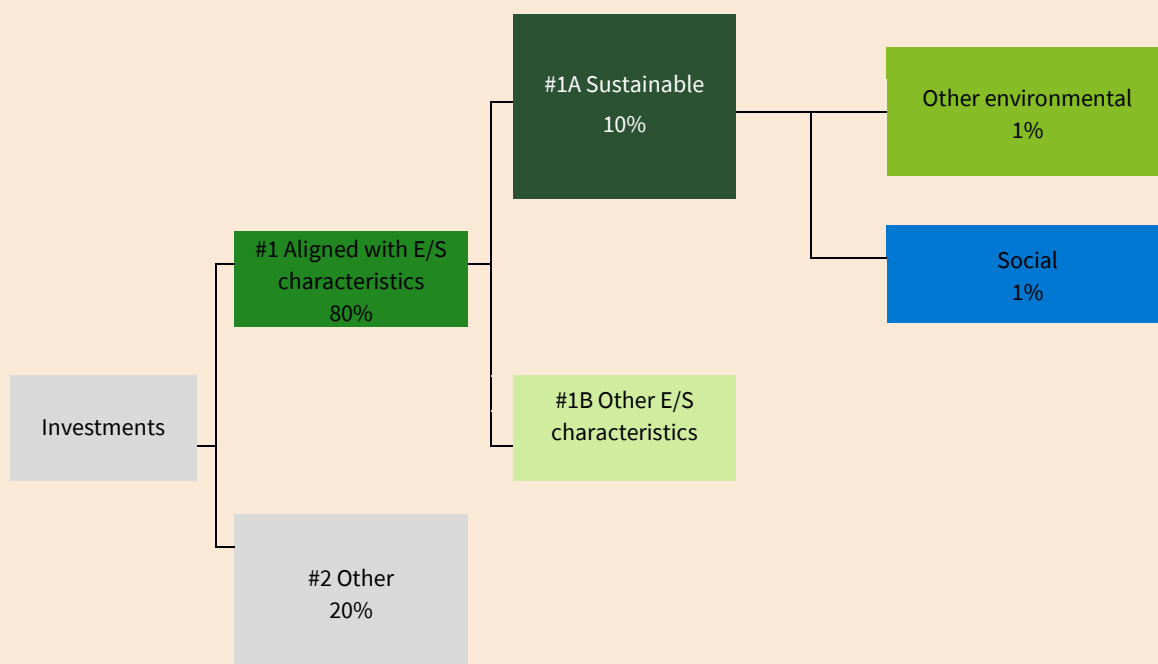 #1A Sustainable
10%
Other environmental
1%
Social
1%
#1 Aligned with E/S
characteristics
80%
#1B Other E/S
characteristics
Investments
#2 Other
20%